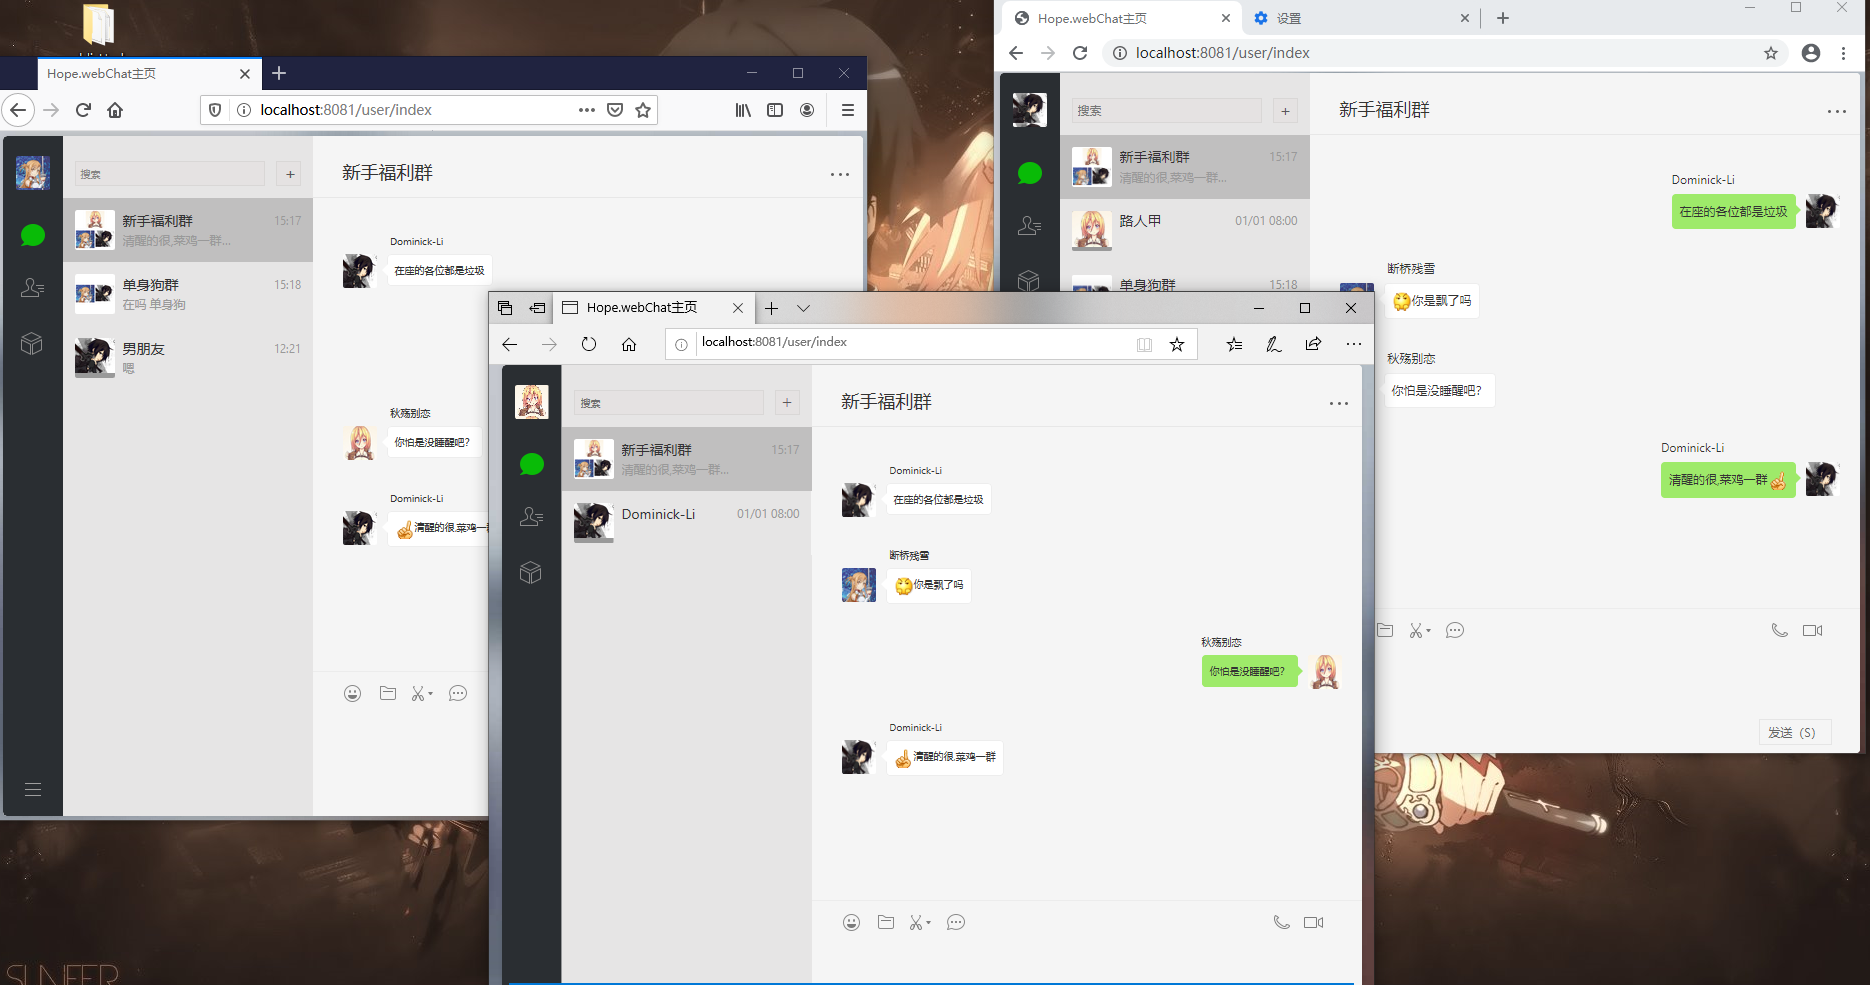 Hope.webChat主页
localhost:8081/user/index
搜索
+
新手福利群
15:17
清醒的很,菜鸡一群...
单身狗群
15:18
在吗 单身狗
男朋友
12:21
嗯
新手福利群
Dominick-Li
在座的各位都是垃圾
秋殇别恋
你怕是没睡醒吧?
Dominick-Li
清醒的很,菜鸡一群
Hope.webChat主页
设置
localhost:8081/user/index
搜索
+
新手福利群
15:17
清醒的很,菜鸡一群...
路人甲
01/01 08:00
单身狗群
15:18
新手福利群
Dominick-Li
在座的各位都是垃圾
断桥残雪
你是飘了吗
秋殇别恋
你怕是没睡醒吧?
Dominick-Li
清醒的很,菜鸡一群
发送 (S)
Hope.webChat主页
localhost:8081/user/index
搜索
+
新手福利群
15:17
清醒的很,菜鸡一群...
Dominick-Li
01/01 08:00
新手福利群
Dominick-Li
在座的各位都是垃圾
断桥残雪
你是飘了吗
秋殇别恋
你怕是没睡醒吧?
Dominick-Li
清醒的很,菜鸡一群